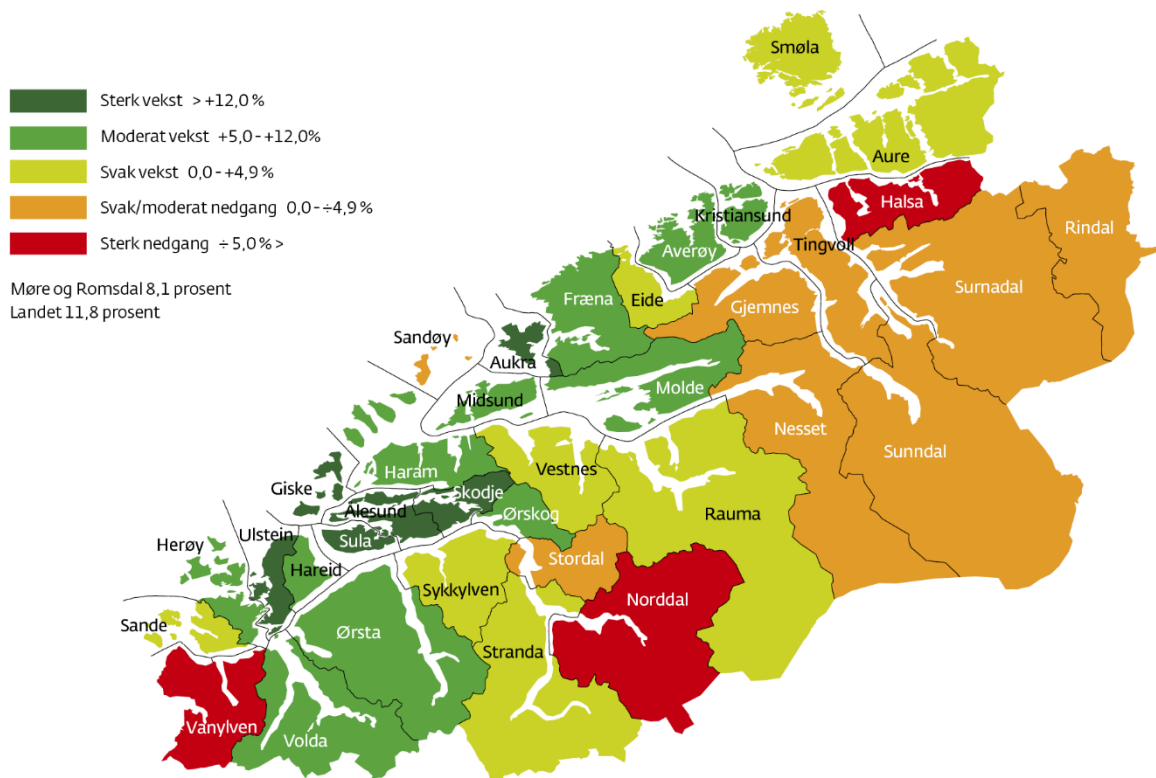 Sterk vekst > +12,0 %
Moderat vekst +5,0 - +12,0%
Svak vekst 0,0 - +4,9 %
Svak/moderat nedgang 0,0 - ÷4,9 %
Sterk nedgang ÷ 5,0 % >
Møre og Romsdal 8,1 prosent
Landet 11,8 prosent
Smøla
Aure
Halsa
Rindal
Kristiansund
Averøy
Tingvoll
Surnadal
Fræna
Eide
Gjemnes
Sandøy
Aukra
Midsund
Molde
Nesset
Sunndal
Haram
Vestnes
Giske
Skodje
Ålesund
Ørskog
Rauma
Ulstein
Sula
Herøy
Hareid
Stordal
Sykkylven
Norddal
Sande
Ørsta
Stranda
Vanylven
Volda